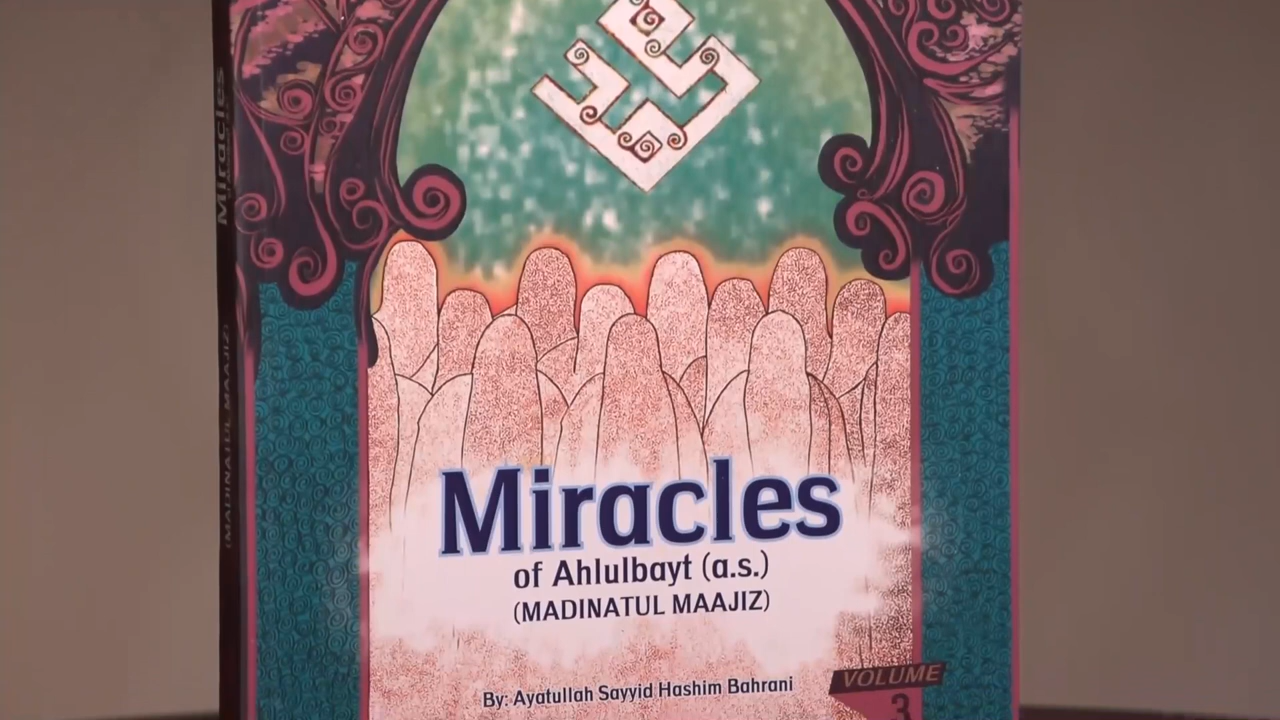 Miracles
of Ahlulbayt (a.s.)
(MADINATUL MAAJIZ)
By: Ayatullah Sayyid Hashim Bahrani
VOLUME
3
Miracles
(MADINATUL MAAJIZ)